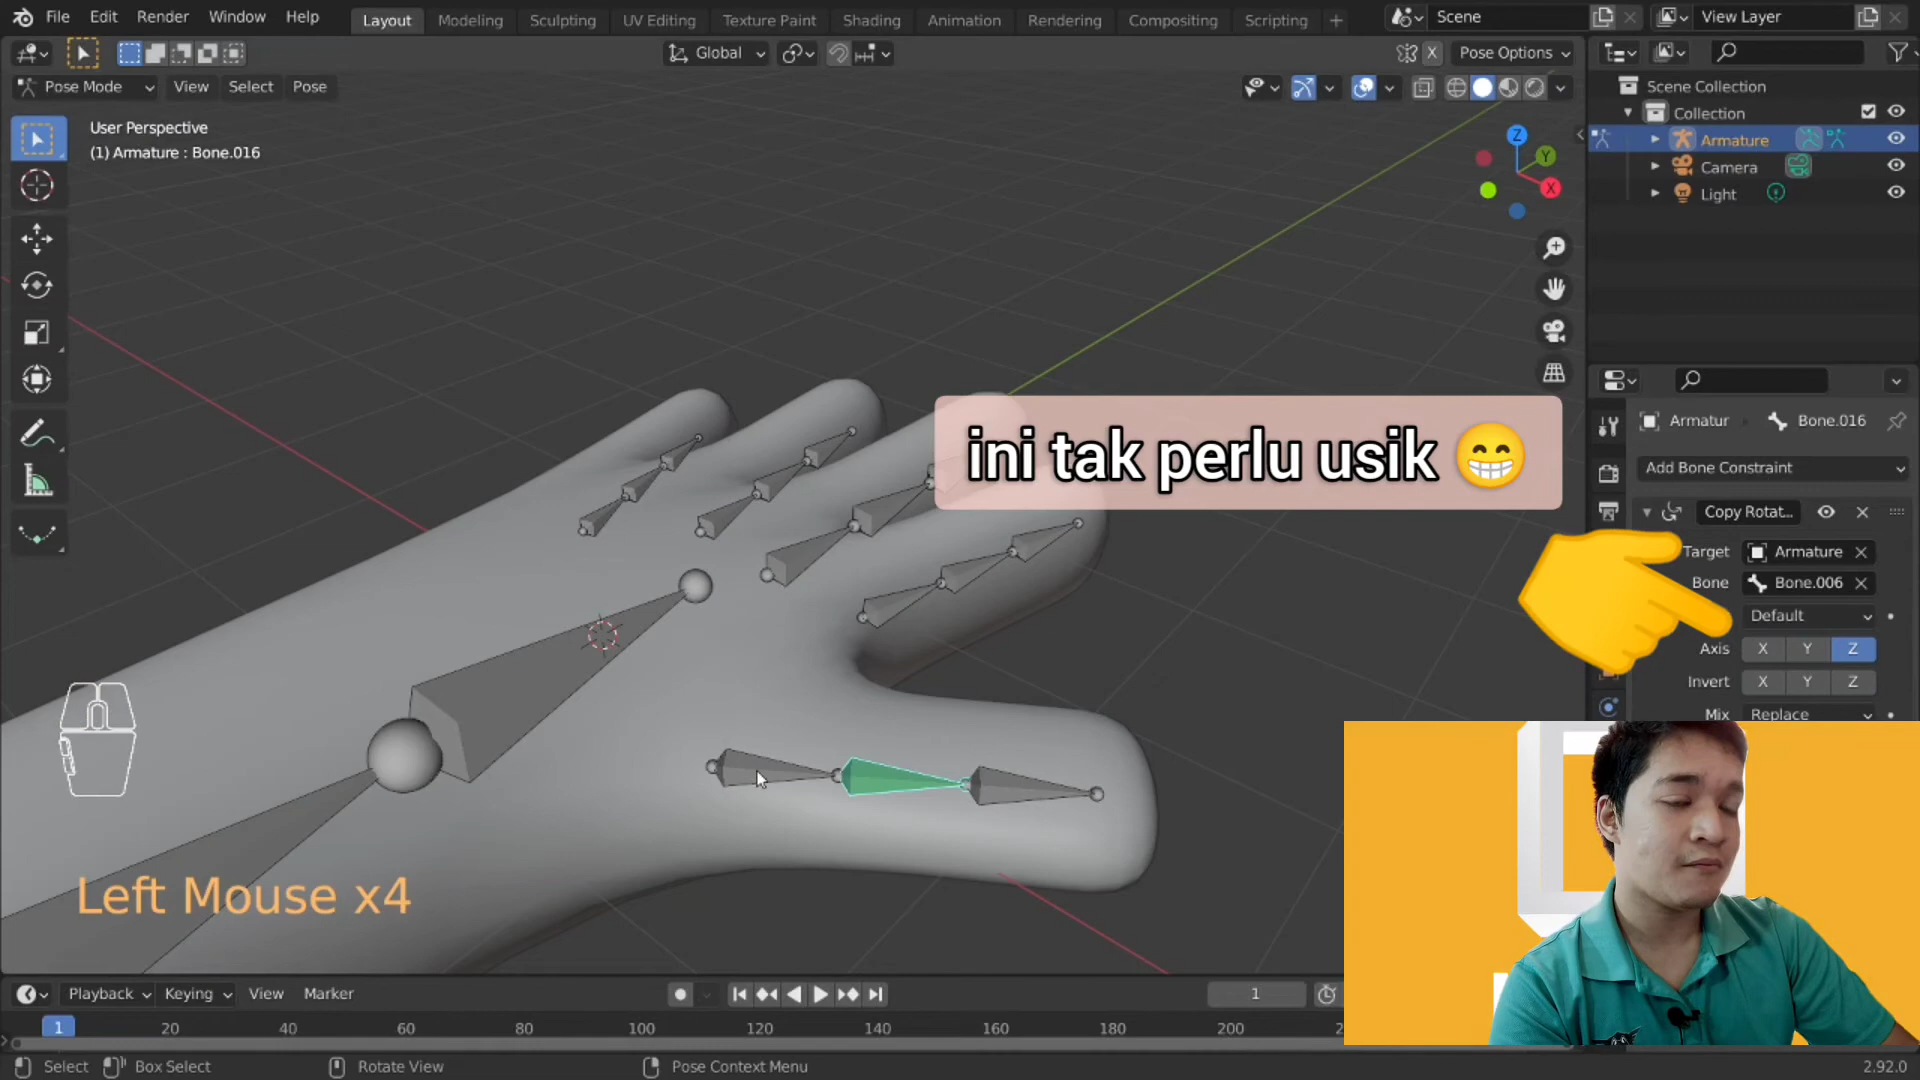 File Edit Render Window Help
Layout Modeling Sculpting UV Editing Texture Paint Shading Animation Rendering Compositing Scripting +
Scene View Layer
Global X Pose Options
Pose Mode View Select Pose
User Perspective
(1) Armature : Bone.016
Z
Y
X
Scene Collection
Collection
Armature
Camera
Light
ini tak perlu usik
Armatur Bone.016
Add Bone Constraint
Copy Rotat...
Target Armature
Bone Bone.006
Default
Axis X Y Z
Invert X Y Z
Mix Replace
Left Mouse x4
Playback Keying View Marker 1
1 20 40 60 80 100 120 140 160 180 200
Select Box Select Rotate View Pose Context Menu 2.92.0